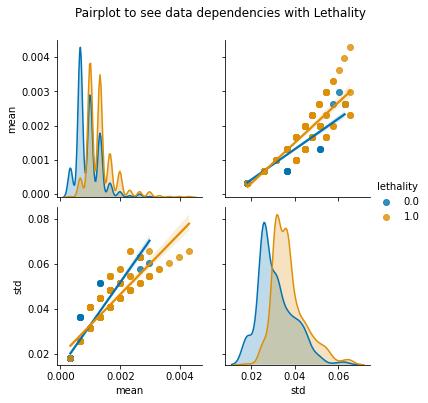 Pairplot to see data dependencies with Lethality
0.004
0.003
0.002
0.001
0.000
mean
lethality
0.0
1.0
0.08
0.06
0.04
0.02
std
0.000 0.002 0.004
mean
0.02 0.04 0.06
std